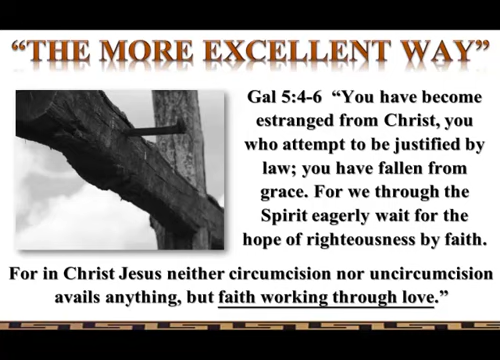 “THE MORE EXCELLENT WAY”
Gal 5:4-6 “You have become
estranged from Christ, you
who attempt to be justified by
law; you have fallen from
grace. For we through the
Spirit eagerly wait for the
hope of righteousness by faith.
For in Christ Jesus neither circumcision nor uncircumcision
avails anything, but faith working through love.”